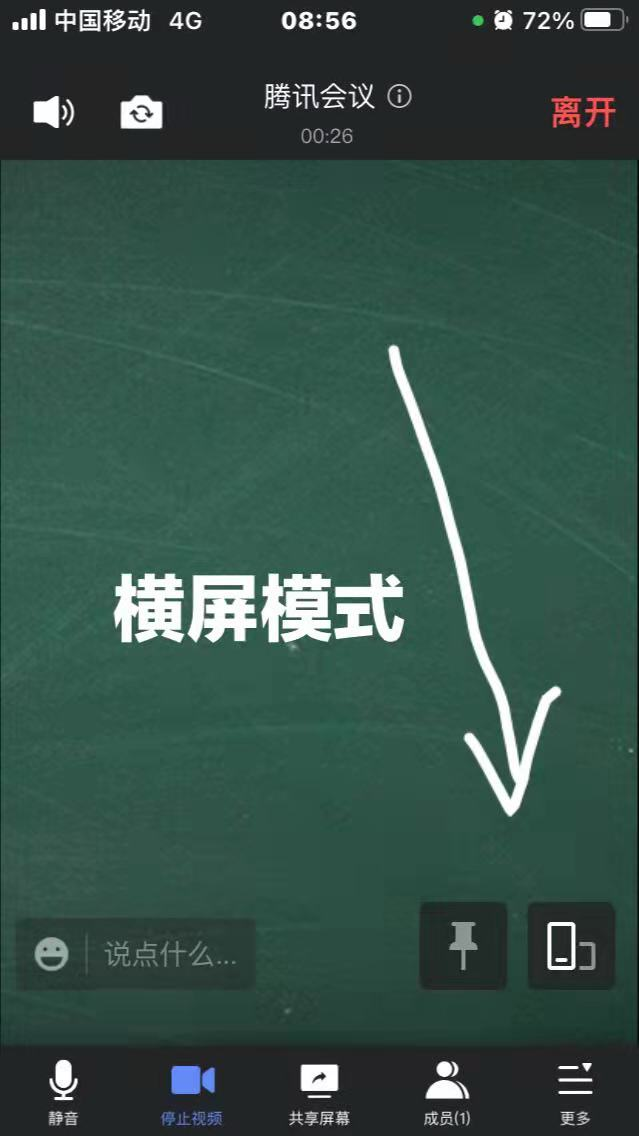 中国移动 4G 08:56 72%
腾讯会议
离开
00:26
横屏模式
说点什么...
静音 停止视频 共享屏幕 成员(1) 更多